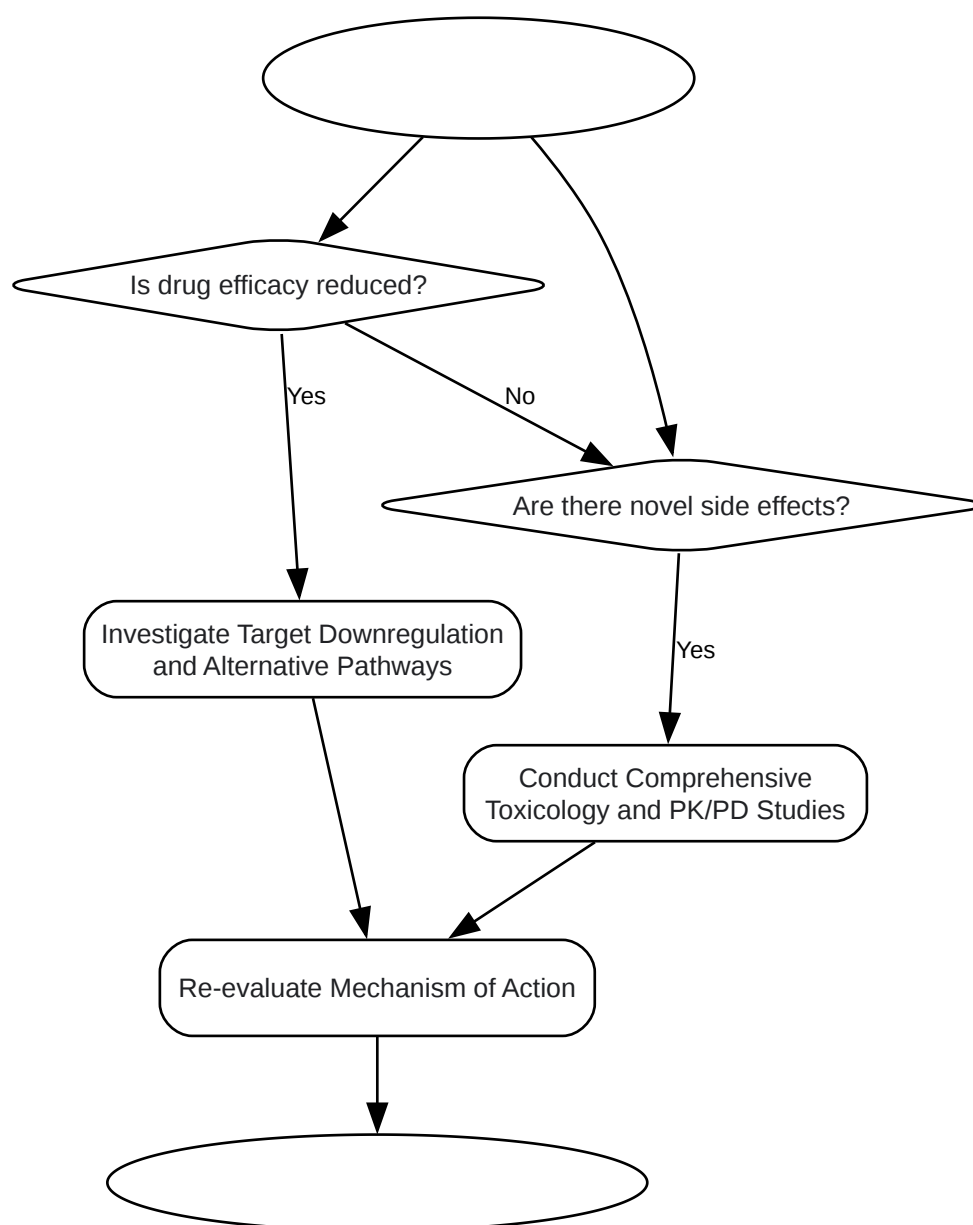 Is drug efficacy reduced?
Yes
No
Are there novel side effects?
Investigate Target Downregulation
and Alternative Pathways
Yes
Conduct Comprehensive
Toxicology and PK/PD Studies
Re-evaluate Mechanism of Action